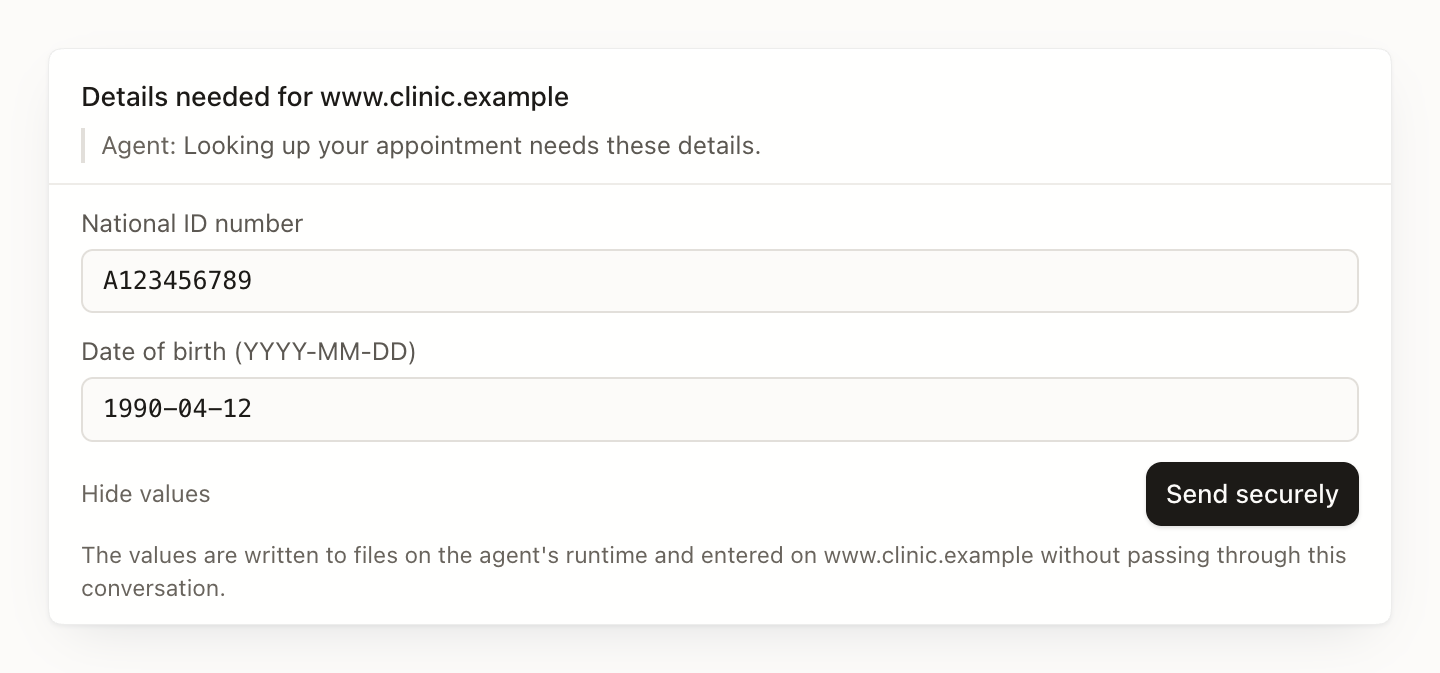 Details needed for www.clinic.example
Agent: Looking up your appointment needs these details.
National ID number
A123456789
Date of birth (YYYY-MM-DD)
1990-04-12
Hide values
Send securely
The values are written to files on the agent's runtime and entered on www.clinic.example without passing through this
conversation.